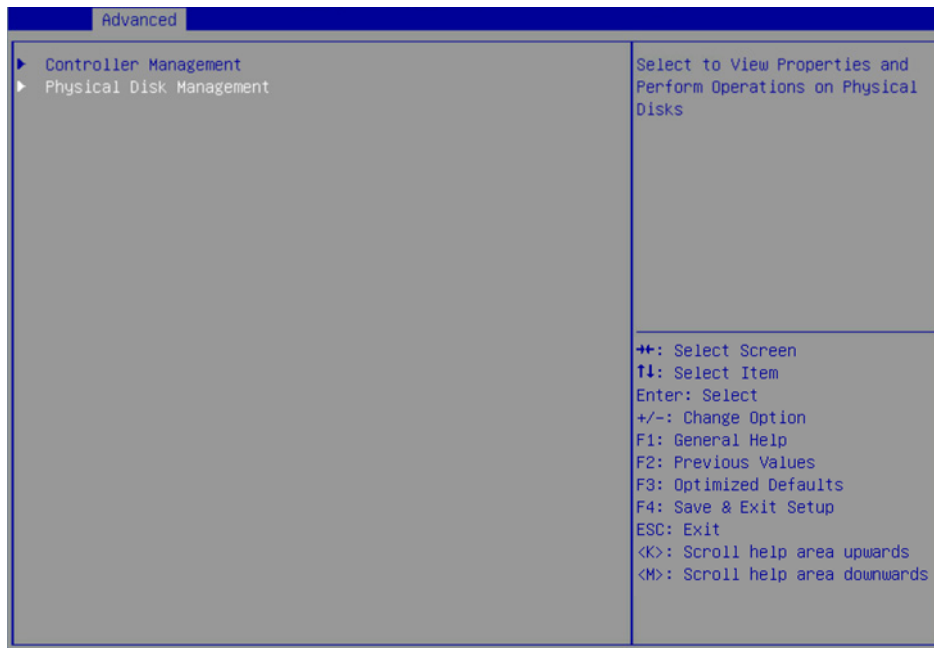 Advanced
Controller Management
Physical Disk Management
Select to View Properties and
Perform Operations on Physical
Disks
→←: Select Screen
↑↓: Select Item
Enter: Select
+/-: Change Option
F1: General Help
F2: Previous Values
F3: Optimized Defaults
F4: Save & Exit Setup
ESC: Exit
<K>: Scroll help area upwards
<M>: Scroll help area downwards